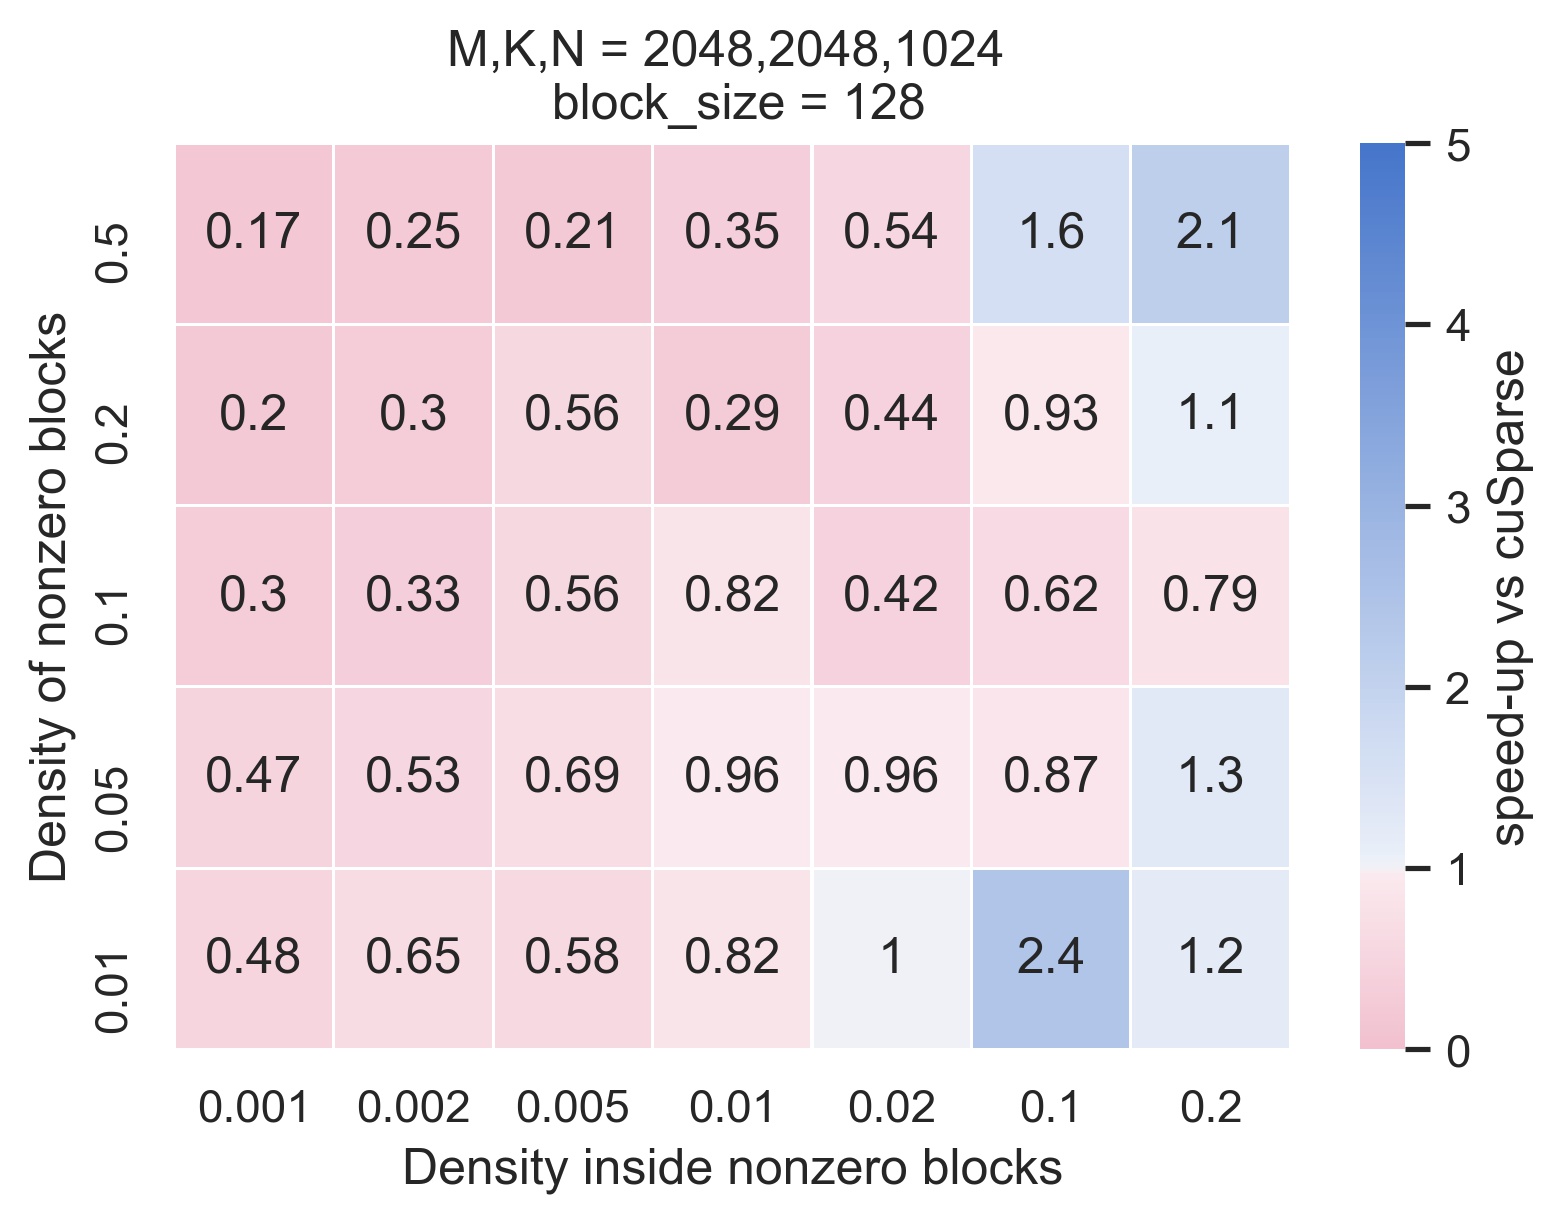 M,K,N = 2048,2048,1024
block_size = 128
Density of nonzero blocks
0.5 0.17 0.25 0.21 0.35 0.54 1.6 2.1
0.2 0.2 0.3 0.56 0.29 0.44 0.93 1.1
0.1 0.3 0.33 0.56 0.82 0.42 0.62 0.79
0.05 0.47 0.53 0.69 0.96 0.96 0.87 1.3
0.01 0.48 0.65 0.58 0.82 1 2.4 1.2
0.001 0.002 0.005 0.01 0.02 0.1 0.2
Density inside nonzero blocks
5
4
3
2
1
0
speed-up vs cuSparse